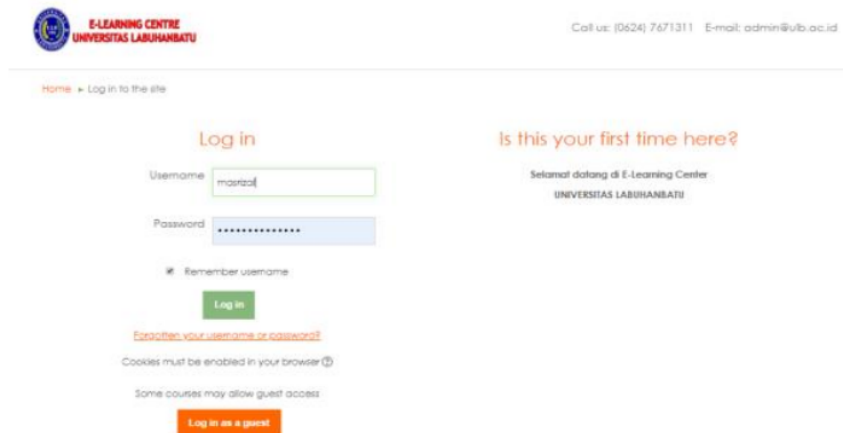 E-LEARNING CENTRE
UNIVERSITAS LABUHANBATU
Call us: (0624) 7671311 E-mail: admin@ulb.ac.id
Home ▸ Log in to the site
Log in
Username
masrizal
Password
••••••••••••••
Remember username
Log in
Forgotten your username or password?
Cookies must be enabled in your browser
Some courses may allow guest access
Log in as a guest
Is this your first time here?
Selamat datang di E-Learning Center
UNIVERSITAS LABUHANBATU